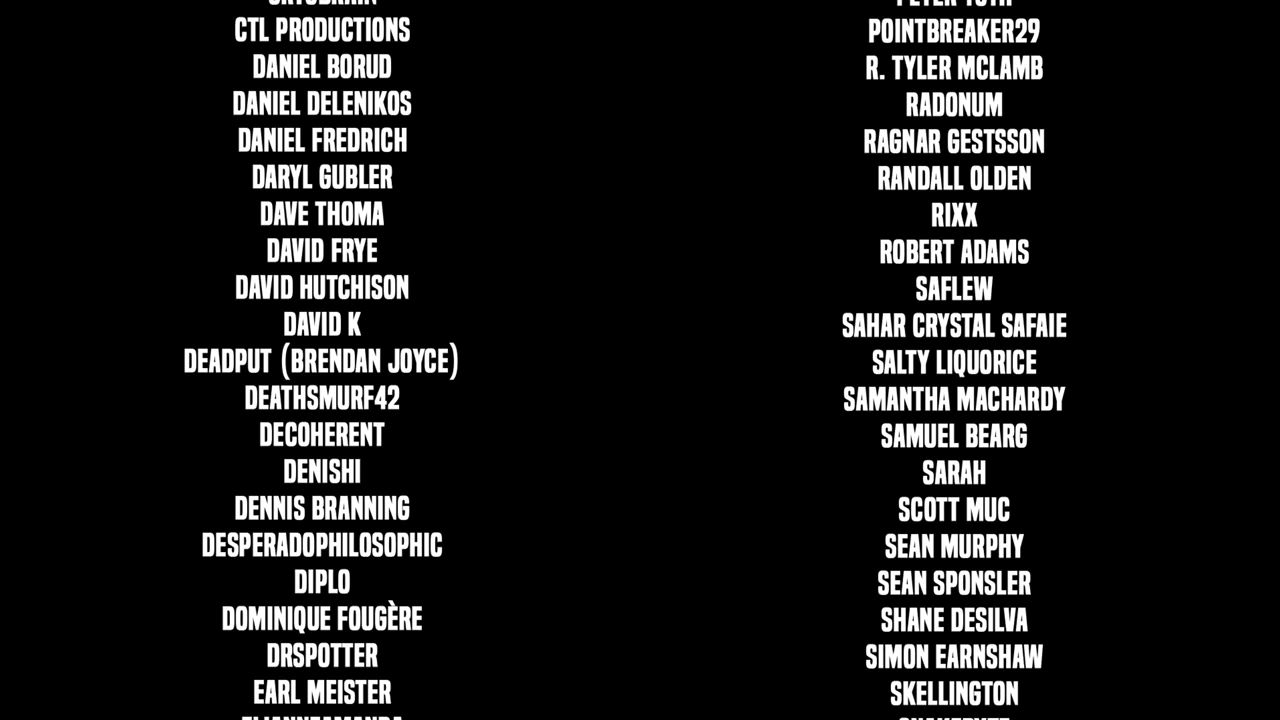 CTL PRODUCTIONS
DANIEL BORUD
DANIEL DELENIKOS
DANIEL FREDRICH
DARYL GUBLER
DAVE THOMA
DAVID FRYE
DAVID HUTCHISON
DAVID K
DEADPUT (BRENDAN JOYCE)
DEATHSMURF42
DECOHERENT
DENISHI
DENNIS BRANNING
DESPERADOPHILOSOPHIC
DIPLO
DOMINIQUE FOUGÈRE
DRSPOTTER
EARL MEISTER
POINTBREAKER29
R. TYLER MCLAMB
RADONUM
RAGNAR GESTSSON
RANDALL OLDEN
RIXX
ROBERT ADAMS
SAFLEW
SAHAR CRYSTAL SAFAIE
SALTY LIQUORICE
SAMANTHA MACHARDY
SAMUEL BEARG
SARAH
SCOTT MUC
SEAN MURPHY
SEAN SPONSLER
SHANE DESILVA
SIMON EARNSHAW
SKELLINGTON